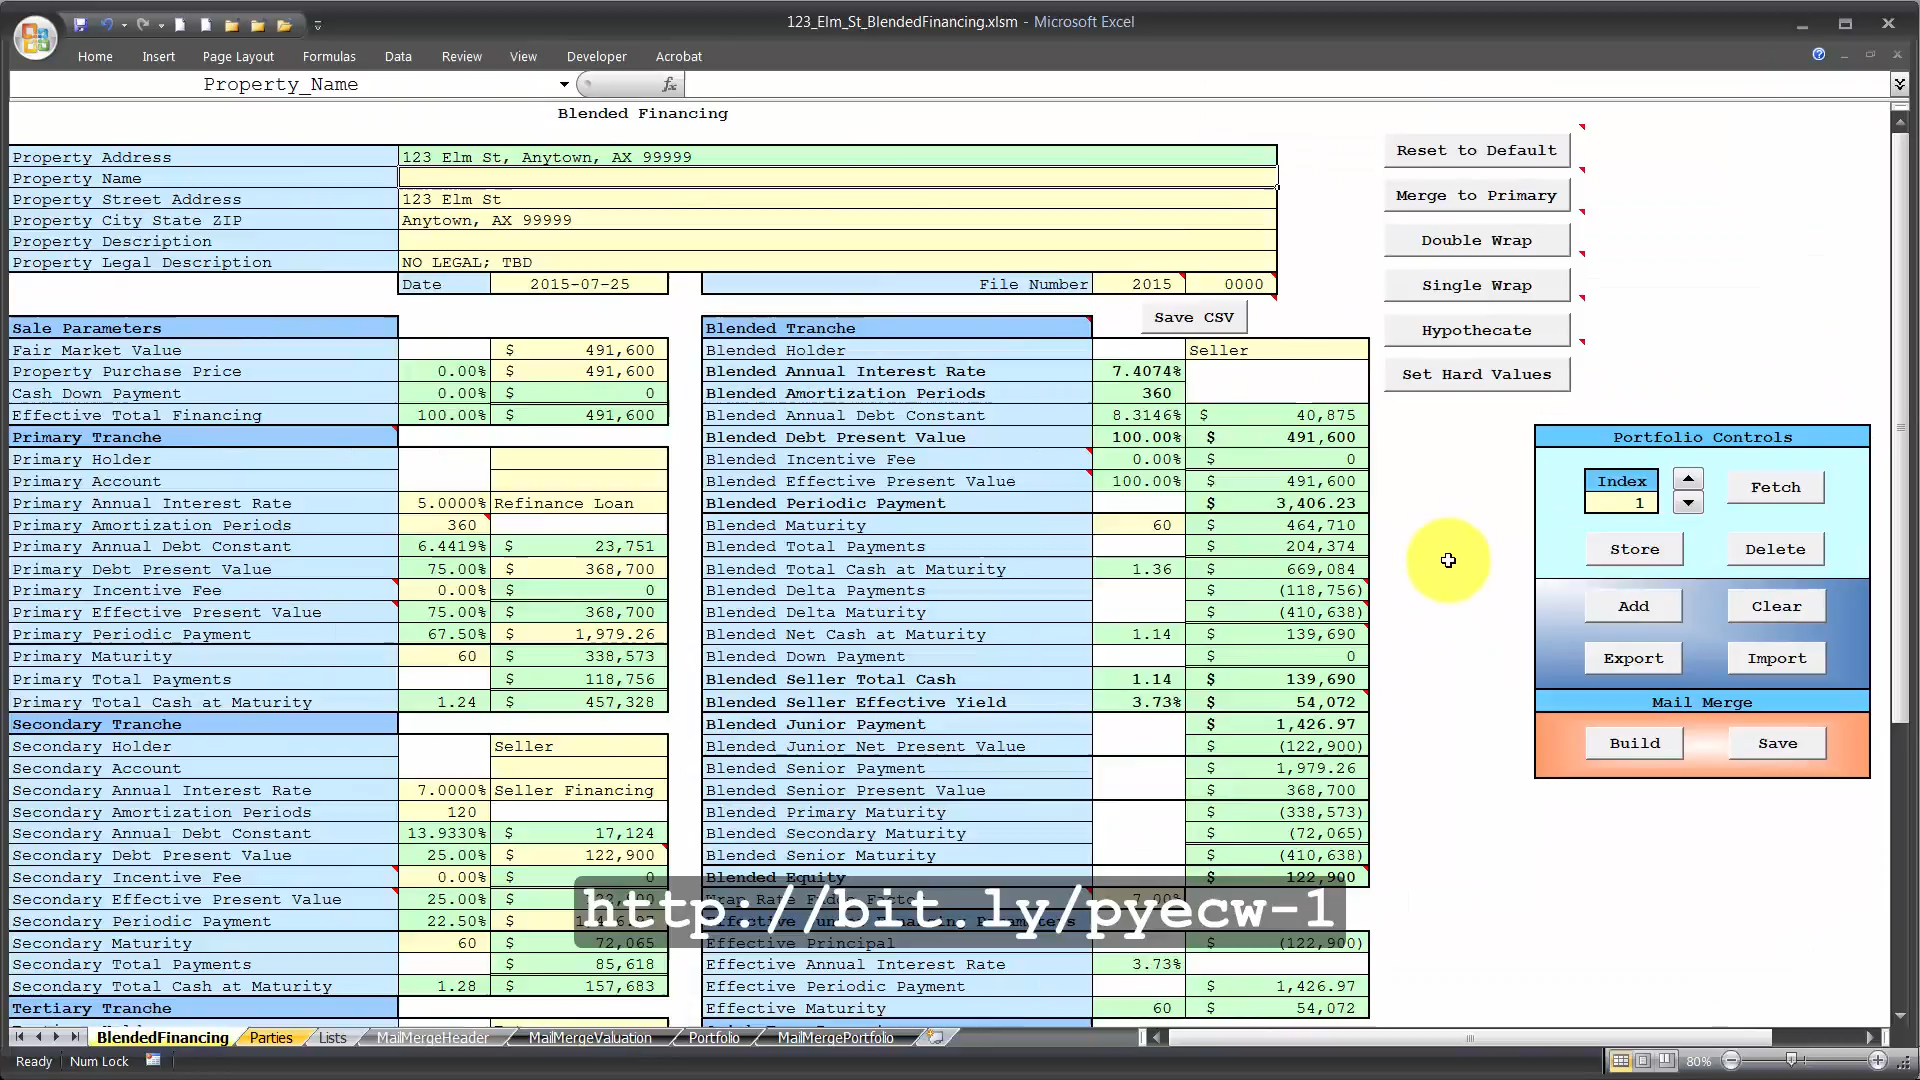 123_Elm_St_BlendedFinancing.xlsm - Microsoft Excel
Home Insert Page Layout Formulas Data Review View Developer Acrobat
Property_Name fx
Blended Financing
Property Address 123 Elm St, Anytown, AX 99999
Property Name
Property Street Address 123 Elm St
Property City State ZIP Anytown, AX 99999
Property Description
Property Legal Description NO LEGAL; TBD
Date 2015-07-25 File Number 2015 0000
Save CSV
Sale Parameters
Fair Market Value $ 491,600
Property Purchase Price 0.00% $ 491,600
Cash Down Payment 0.00% $ 0
Effective Total Financing 100.00% $ 491,600
Primary Tranche
Primary Holder
Primary Account
Primary Annual Interest Rate 5.0000% Refinance Loan
Primary Amortization Periods 360
Primary Annual Debt Constant 6.4419% $ 23,751
Primary Debt Present Value 75.00% $ 368,700
Primary Incentive Fee 0.00% $ 0
Primary Effective Present Value 75.00% $ 368,700
Primary Periodic Payment 67.50% $ 1,979.26
Primary Maturity 60 $ 338,573
Primary Total Payments $ 118,756
Primary Total Cash at Maturity 1.24 $ 457,328
Secondary Tranche
Secondary Holder Seller
Secondary Account
Secondary Annual Interest Rate 7.0000% Seller Financing
Secondary Amortization Periods 120
Secondary Annual Debt Constant 13.9330% $ 17,124
Secondary Debt Present Value 25.00% $ 122,900
Secondary Incentive Fee 0.00% $ 0
Secondary Effective Present Value 25.00% $
Secondary Periodic Payment 22.50% $
Secondary Maturity 60 $ 72,065
Secondary Total Payments $ 85,618
Secondary Total Cash at Maturity 1.28 $ 157,683
Tertiary Tranche
Blended Tranche
Blended Holder Seller
Blended Annual Interest Rate 7.4074%
Blended Amortization Periods 360
Blended Annual Debt Constant 8.3146% $ 40,875
Blended Debt Present Value 100.00% $ 491,600
Blended Incentive Fee 0.00% $ 0
Blended Effective Present Value 100.00% $ 491,600
Blended Periodic Payment $ 3,406.23
Blended Maturity 60 $ 464,710
Blended Total Payments $ 204,374
Blended Total Cash at Maturity 1.36 $ 669,084
Blended Delta Payments $ (118,756)
Blended Delta Maturity $ (410,638)
Blended Net Cash at Maturity 1.14 $ 139,690
Blended Down Payment $ 0
Blended Seller Total Cash 1.14 $ 139,690
Blended Seller Effective Yield 3.73% $ 54,072
Blended Junior Payment $ 1,426.97
Blended Junior Net Present Value $ (122,900)
Blended Senior Payment $ 1,979.26
Blended Senior Present Value $ 368,700
Blended Primary Maturity $ (338,573)
Blended Secondary Maturity $ (72,065)
Blended Senior Maturity $ (410,638)
Blended Equity $ 122,900
Wrap Rate 7.00%
http://bit.ly/pyecw-1
Effective Principal $ (122,900)
Effective Annual Interest Rate 3.73%
Effective Periodic Payment $ 1,426.97
Effective Maturity 60 $ 54,072
Reset to Default
Merge to Primary
Double Wrap
Single Wrap
Hypothecate
Set Hard Values
Portfolio Controls
Index 1 Fetch
Store Delete
Add Clear
Export Import
Mail Merge
Build Save
BlendedFinancing Parties Lists MailMergeHeader MailMergeValuation Portfolio MailMergePortfolio
Ready Num Lock 80%